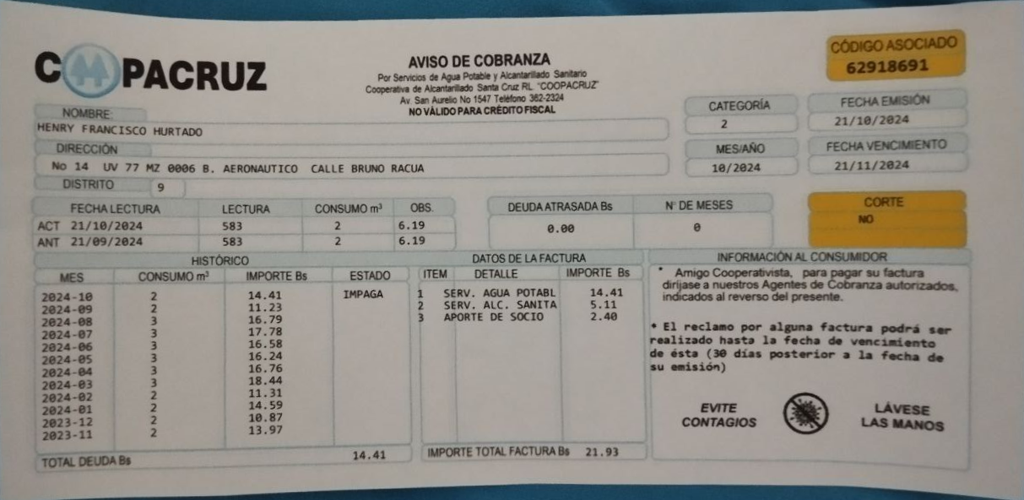 COOPACRUZ
AVISO DE COBRANZA
Por Servicios de Agua Potable y Alcantarillado Sanitario
Cooperativa de Alcantarillado Santa Cruz RL. "COOPACRUZ"
Av. San Aurelio No 1547 Teléfono 362-2324
NO VÁLIDO PARA CRÉDITO FISCAL
CÓDIGO ASOCIADO
62918691
NOMBRE:
HENRY FRANCISCO HURTADO
CATEGORÍA
2
FECHA EMISIÓN
21/10/2024
DIRECCIÓN
No 14 UV 77 MZ 0006 B. AERONAUTICO CALLE BRUNO RACUA
MES/AÑO
10/2024
FECHA VENCIMIENTO
21/11/2024
DISTRITO 9
FECHA LECTURA LECTURA CONSUMO m³ OBS.
ACT 21/10/2024 583 2 6.19
ANT 21/09/2024 583 2 6.19
DEUDA ATRASADA Bs N° DE MESES
0.00 0
CORTE
NO
HISTÓRICO
MES CONSUMO m³ IMPORTE Bs ESTADO
2024-10 2 14.41 IMPAGA
2024-09 2 11.23
2024-08 3 16.79
2024-07 3 17.78
2024-06 3 16.58
2024-05 3 16.24
2024-04 3 16.76
2024-03 3 18.44
2024-02 2 11.31
2024-01 2 14.59
2023-12 2 10.87
2023-11 2 13.97
TOTAL DEUDA Bs 14.41
DATOS DE LA FACTURA
ITEM DETALLE IMPORTE Bs
1 SERV. AGUA POTABL 14.41
2 SERV. ALC. SANITA 5.11
3 APORTE DE SOCIO 2.40
IMPORTE TOTAL FACTURA Bs 21.93
INFORMACIÓN AL CONSUMIDOR
* Amigo Cooperativista, para pagar su factura
diríjase a nuestros Agentes de Cobranza autorizados,
indicados al reverso del presente.
* El reclamo por alguna factura podrá ser
realizado hasta la fecha de vencimiento
de ésta (30 días posterior a la fecha de
su emisión)
EVITE
CONTAGIOS
LÁVESE
LAS MANOS